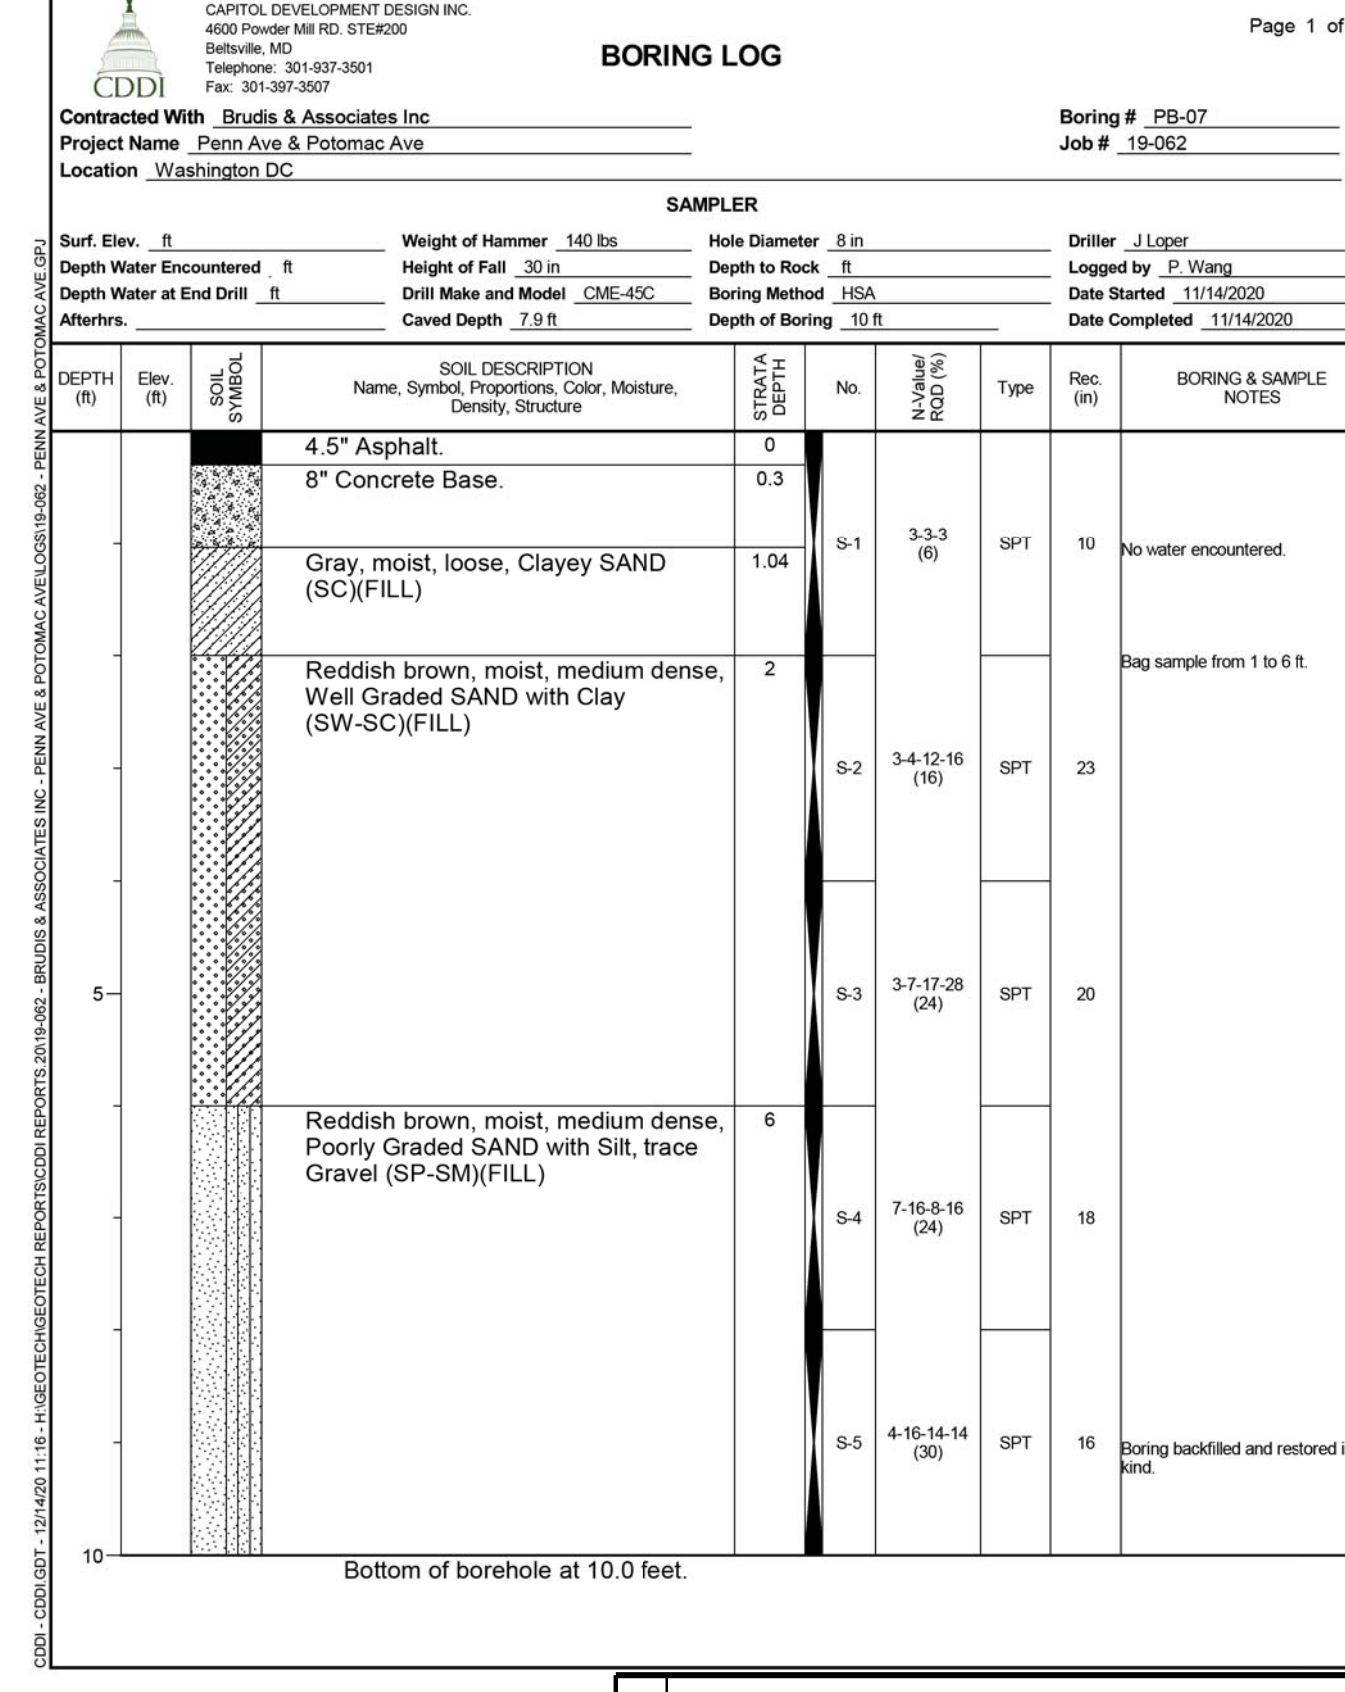 CAPITOL DEVELOPMENT DESIGN INC.
4600 Powder Mill RD. STE#200
Beltsville, MD
Telephone: 301-937-3501
Fax: 301-397-3507
CDDI
BORING LOG
Page 1 of
Contracted With Brudis & Associates Inc
Boring # PB-07
Project Name Penn Ave & Potomac Ave
Job # 19-062
Location Washington DC
SAMPLER
Surf. Elev. ft
Weight of Hammer 140 lbs
Hole Diameter 8 in
Driller J Loper
Depth Water Encountered ft
Height of Fall 30 in
Depth to Rock ft
Logged by P. Wang
Depth Water at End Drill ft
Drill Make and Model CME-45C
Boring Method HSA
Date Started 11/14/2020
Afterhrs.
Caved Depth 7.9 ft
Depth of Boring 10 ft
Date Completed 11/14/2020
DEPTH
(ft)
Elev.
(ft)
SOIL
SYMBOL
SOIL DESCRIPTION
Name, Symbol, Proportions, Color, Moisture,
Density, Structure
STRATA
DEPTH
No.
N-Value/
RQD (%)
Type
Rec.
(in)
BORING & SAMPLE
NOTES
4.5" Asphalt.
0
8" Concrete Base.
0.3
Gray, moist, loose, Clayey SAND
(SC)(FILL)
1.04
S-1
3-3-3
(6)
SPT
10
No water encountered.
Reddish brown, moist, medium dense,
Well Graded SAND with Clay
(SW-SC)(FILL)
2
Bag sample from 1 to 6 ft.
S-2
3-4-12-16
(16)
SPT
23
5
S-3
3-7-17-28
(24)
SPT
20
Reddish brown, moist, medium dense,
Poorly Graded SAND with Silt, trace
Gravel (SP-SM)(FILL)
6
S-4
7-16-8-16
(24)
SPT
18
S-5
4-16-14-14
(30)
SPT
16
Boring backfilled and restored i
kind.
10
Bottom of borehole at 10.0 feet.
CDDI - CDDI.GDT - 12/14/20 11:16 - H:\GEOTECH\GEOTECH REPORTS\CDDI REPORTS.20\19-062 - BRUDIS & ASSOCIATES INC - PENN AVE & POTOMAC AVE\LOGS\19-062 - PENN AVE & POTOMAC AVE.GPJ